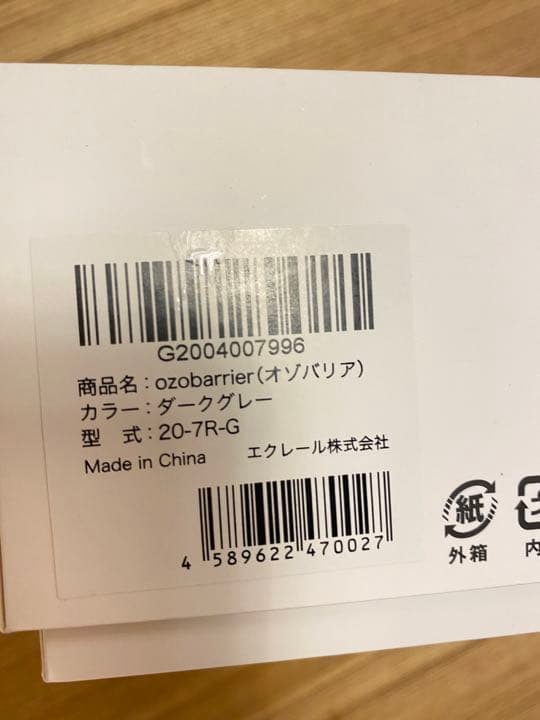 G2004007996
商品名：ozobarrier(オゾバリア)
カラー：ダークグレー
型　式：20-7R-G
Made in China　エクレール株式会社
4 589622 470027
紙
外箱
内